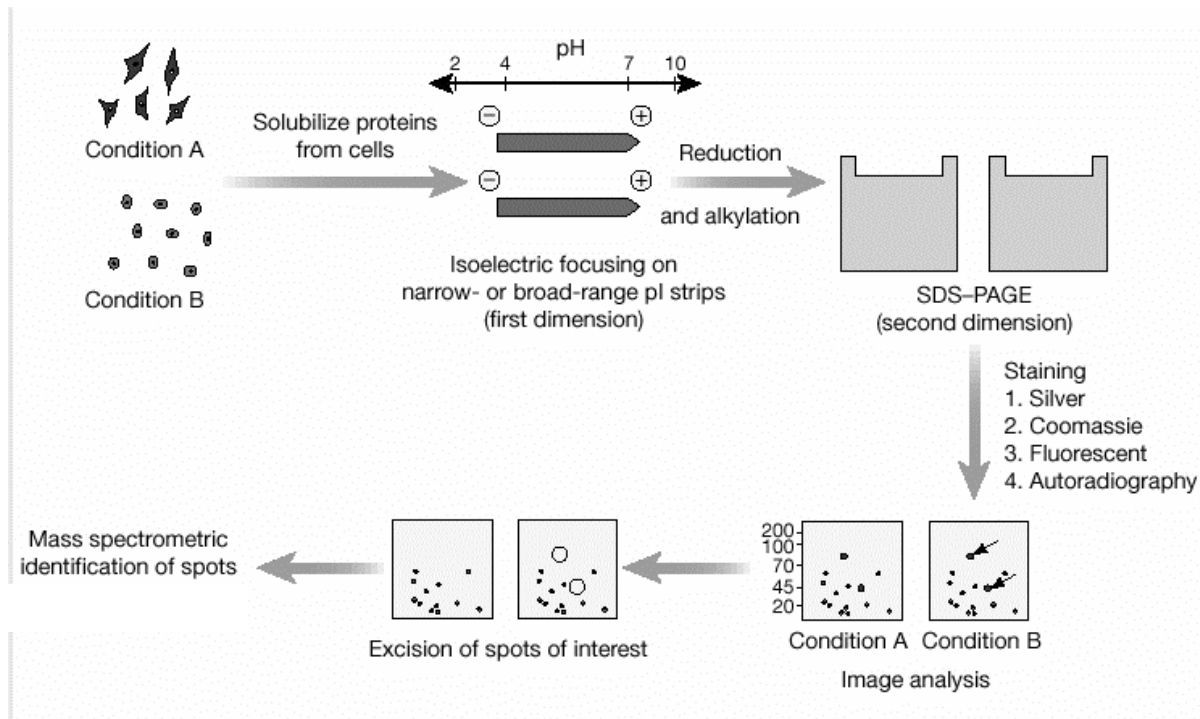 pH
2 4 7 10
Condition A
Condition B
Solubilize proteins
from cells
− +
− +
Isoelectric focusing on
narrow- or broad-range pI strips
(first dimension)
Reduction
and alkylation
SDS–PAGE
(second dimension)
Staining
1. Silver
2. Coomassie
3. Fluorescent
4. Autoradiography
200
100
70
45
20
Condition A Condition B
Image analysis
Excision of spots of interest
Mass spectrometric
identification of spots